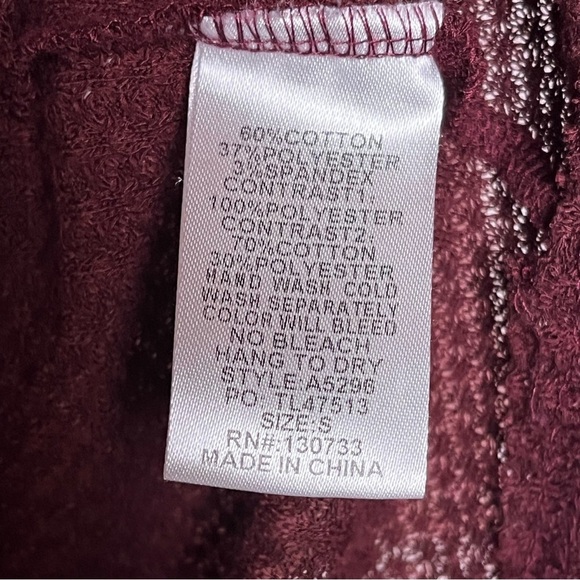 60%COTTON
37%POLYESTER
3%SPANDEX
CONTRAST1:
100%POLYESTER
CONTRAST2:
70%COTTON
30%POLYESTER
HAND WASH COLD
WASH SEPARATELY
COLOR WILL BLEED
NO BLEACH
HANG TO DRY
STYLE:A5296
PO: TL47513
SIZE:S
RN#:130733
MADE IN CHINA